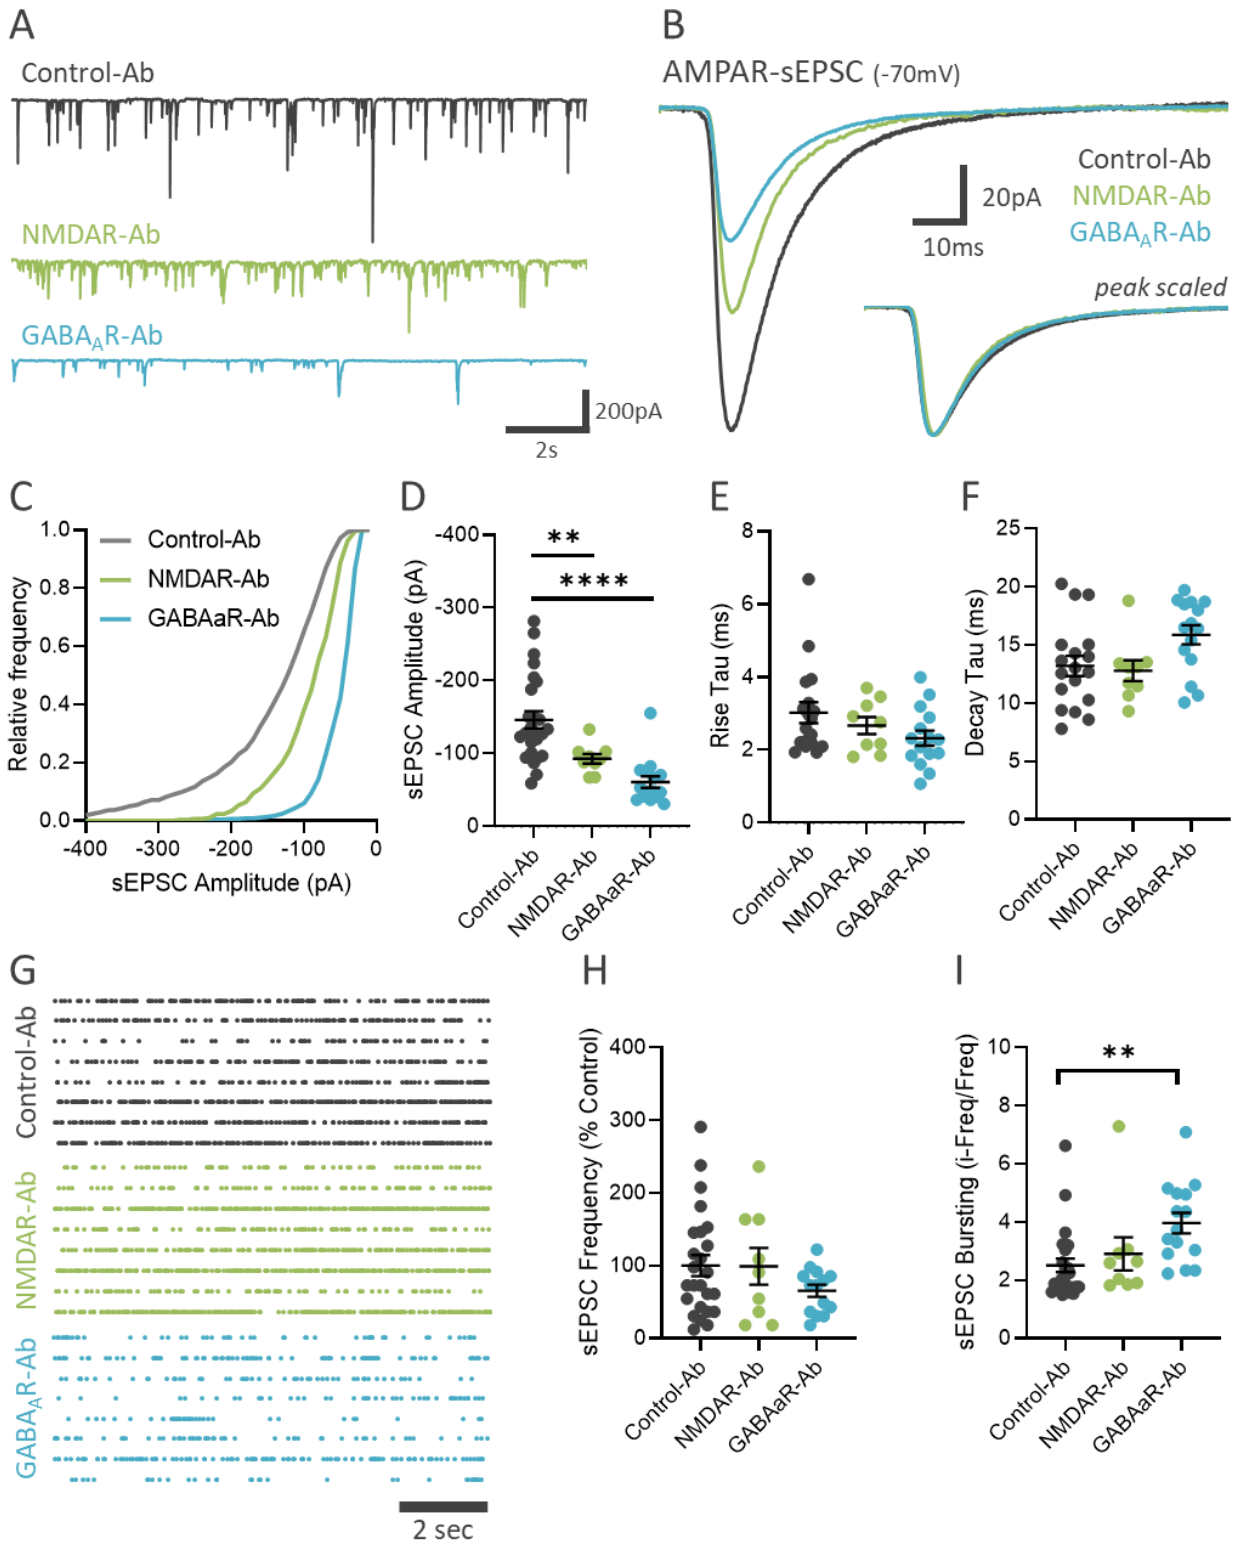 A
Control-Ab
NMDAR-Ab
GABAAR-Ab
200pA
2s
B
AMPAR-sEPSC (-70mV)
Control-Ab
NMDAR-Ab
GABAAR-Ab
20pA
10ms
peak scaled
C
Relative frequency
1.0
0.8
0.6
0.4
0.2
0.0
Control-Ab
NMDAR-Ab
GABAaR-Ab
-400 -300 -200 -100 0
sEPSC Amplitude (pA)
D
sEPSC Amplitude (pA)
-400
-300
-200
-100
0
**
****
Control-Ab
NMDAR-Ab
GABAaR-Ab
E
Rise Tau (ms)
8
6
4
2
0
Control-Ab
NMDAR-Ab
GABAaR-Ab
F
Decay Tau (ms)
25
20
15
10
5
0
Control-Ab
NMDAR-Ab
GABAaR-Ab
G
Control-Ab
NMDAR-Ab
GABAAR-Ab
2 sec
H
sEPSC Frequency (% Control)
400
300
200
100
0
Control-Ab
NMDAR-Ab
GABAaR-Ab
I
sEPSC Bursting (i-Freq/Freq)
10
8
6
4
2
0
**
Control-Ab
NMDAR-Ab
GABAaR-Ab